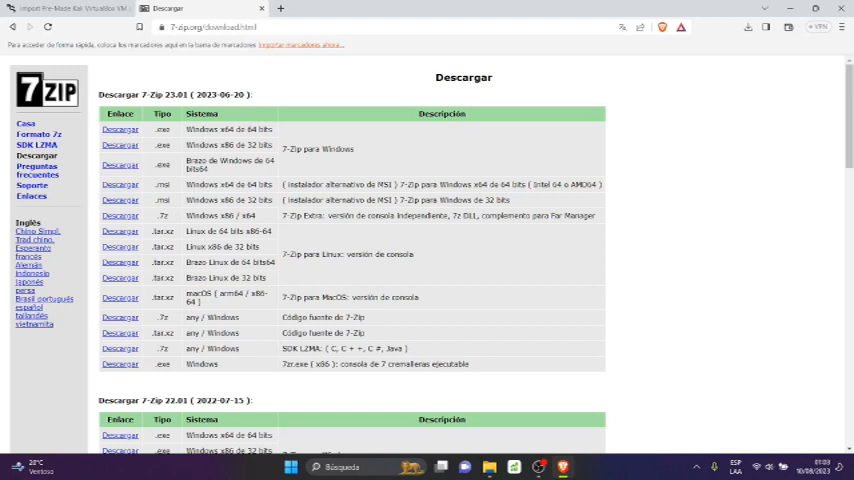 Import Pre-Made Kali VirtualBox VM
Descargar
7-zip.org/download.html
VPN
Para acceder de forma rápida, coloca los marcadores aquí en la barra de marcadores. Importar marcadores ahora...
7ZIP
Casa
Formato 7z
SDK LZMA
Descargar
Preguntas
frecuentes
Soporte
Enlaces
Inglés
Chino Simpl.
Trad chino.
Esperanto
francés
Alemán
Indonesio
japonés
persa
Brasil portugués
español
tailandés
vietnamita
Descargar
Descargar 7-Zip 23.01 ( 2023-06-20 ):
Enlace Tipo Sistema Descripción
Descargar .exe Windows x64 de 64 bits
Descargar .exe Windows x86 de 32 bits
7-Zip para Windows
Descargar .exe Brazo de Windows de 64
bits64
Descargar .msi Windows x64 de 64 bits ( instalador alternativo de MSI ) 7-Zip para Windows x64 de 64 bits ( Intel 64 o AMD64 )
Descargar .msi Windows x86 de 32 bits ( instalador alternativo de MSI ) 7-Zip para Windows de 32 bits
Descargar .7z Windows x86 / x64 7-Zip Extra: versión de consola independiente, 7z DLL, complemento para Far Manager
Descargar .tar.xz Linux de 64 bits x86-64
Descargar .tar.xz Linux x86 de 32 bits
7-Zip para Linux: versión de consola
Descargar .tar.xz Brazo Linux de 64 bits64
Descargar .tar.xz Brazo Linux de 32 bits
Descargar .tar.xz macOS ( arm64 / x86-
64 ) 7-Zip para MacOS: versión de consola
Descargar .7z any / Windows Código fuente de 7-Zip
Descargar .tar.xz any / Windows Código fuente de 7-Zip
Descargar .7z any / Windows SDK LZMA: ( C, C + +, C #, Java )
Descargar .exe Windows 7zr.exe ( x86 ): consola de 7 cremalleras ejecutable
Descargar 7-Zip 22.01 ( 2022-07-15 ):
Enlace Tipo Sistema Descripción
Descargar .exe Windows x64 de 64 bits
Descargar .exe Windows x86 de 32 bits
28°C
Ventoso
Búsqueda
ESP
LAA
01:03
10/08/2023